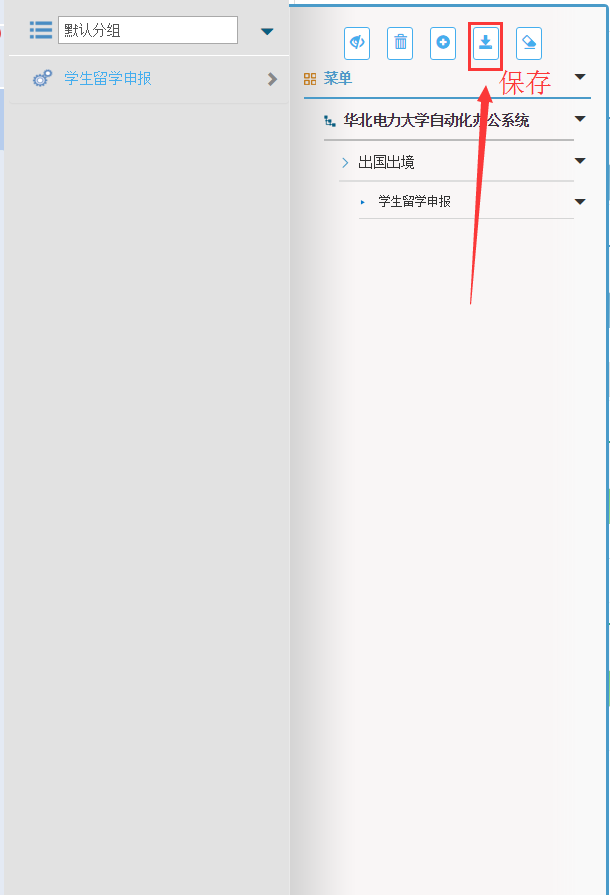 默认分组
学生留学申报
保存
菜单
华北电力大学自动化办公系统
出国出境
学生留学申报